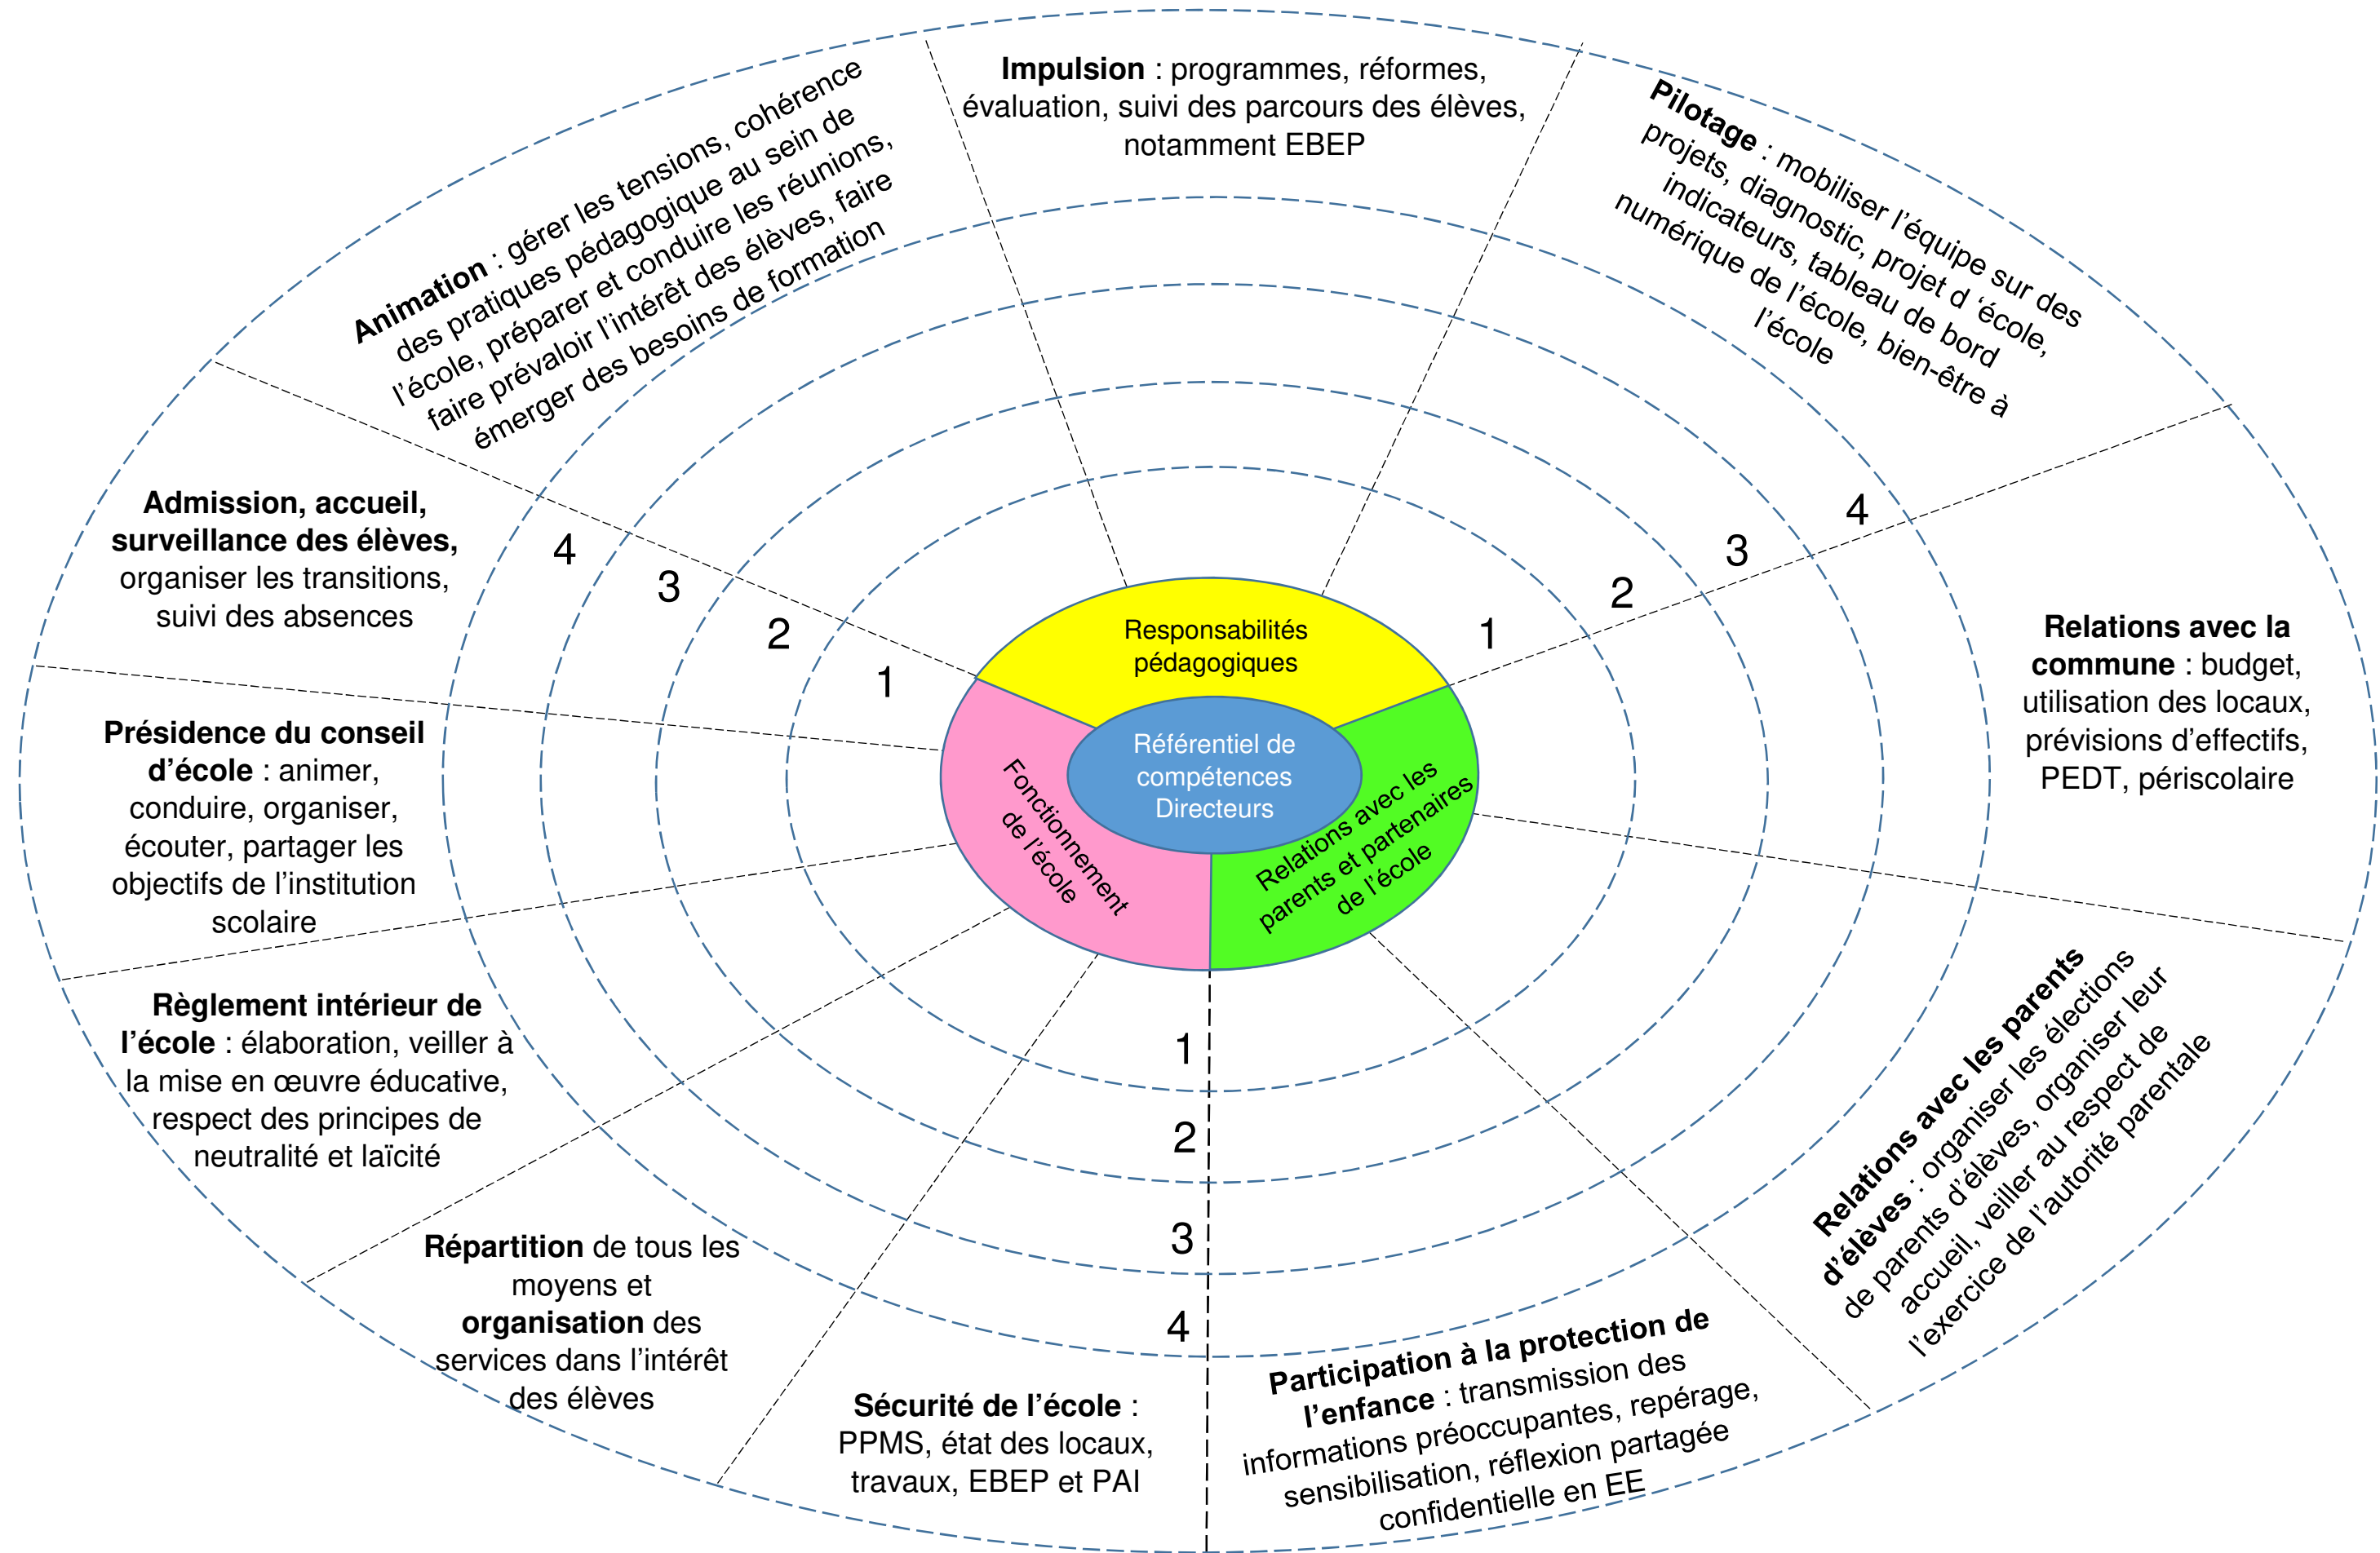 Impulsion : programmes, réformes,
évaluation, suivi des parcours des élèves,
notamment EBEP
Pilotage : mobiliser l’équipe sur des
projets, diagnostic, projet d ‘école,
indicateurs, tableau de bord
numérique de l’école, bien-être à
l’école
Animation : gérer les tensions, cohérence
des pratiques pédagogique au sein de
l’école, préparer et conduire les réunions,
faire prévaloir l’intérêt des élèves, faire
émerger des besoins de formation
Admission, accueil,
surveillance des élèves,
organiser les transitions,
suivi des absences
4
3
2
1
1
2
3
4
Relations avec la
commune : budget,
utilisation des locaux,
prévisions d’effectifs,
PEDT, périscolaire
Responsabilités
pédagogiques
Référentiel de
compétences
Directeurs
Fonctionnement
de l’école
Relations avec les
parents et partenaires
de l’école
Présidence du conseil
d’école : animer,
conduire, organiser,
écouter, partager les
objectifs de l’institution
scolaire
Règlement intérieur de
l’école : élaboration, veiller à
la mise en œuvre éducative,
respect des principes de
neutralité et laïcité
1
2
3
4
Relations avec les parents
d’élèves : organiser les élections
de parents d’élèves, organiser leur
accueil, veiller au respect de
l’exercice de l’autorité parentale
Répartition de tous les
moyens et
organisation des
services dans l’intérêt
des élèves
Sécurité de l’école :
PPMS, état des locaux,
travaux, EBEP et PAI
Participation à la protection de
l’enfance : transmission des
informations préoccupantes, repérage,
sensibilisation, réflexion partagée
confidentielle en EE